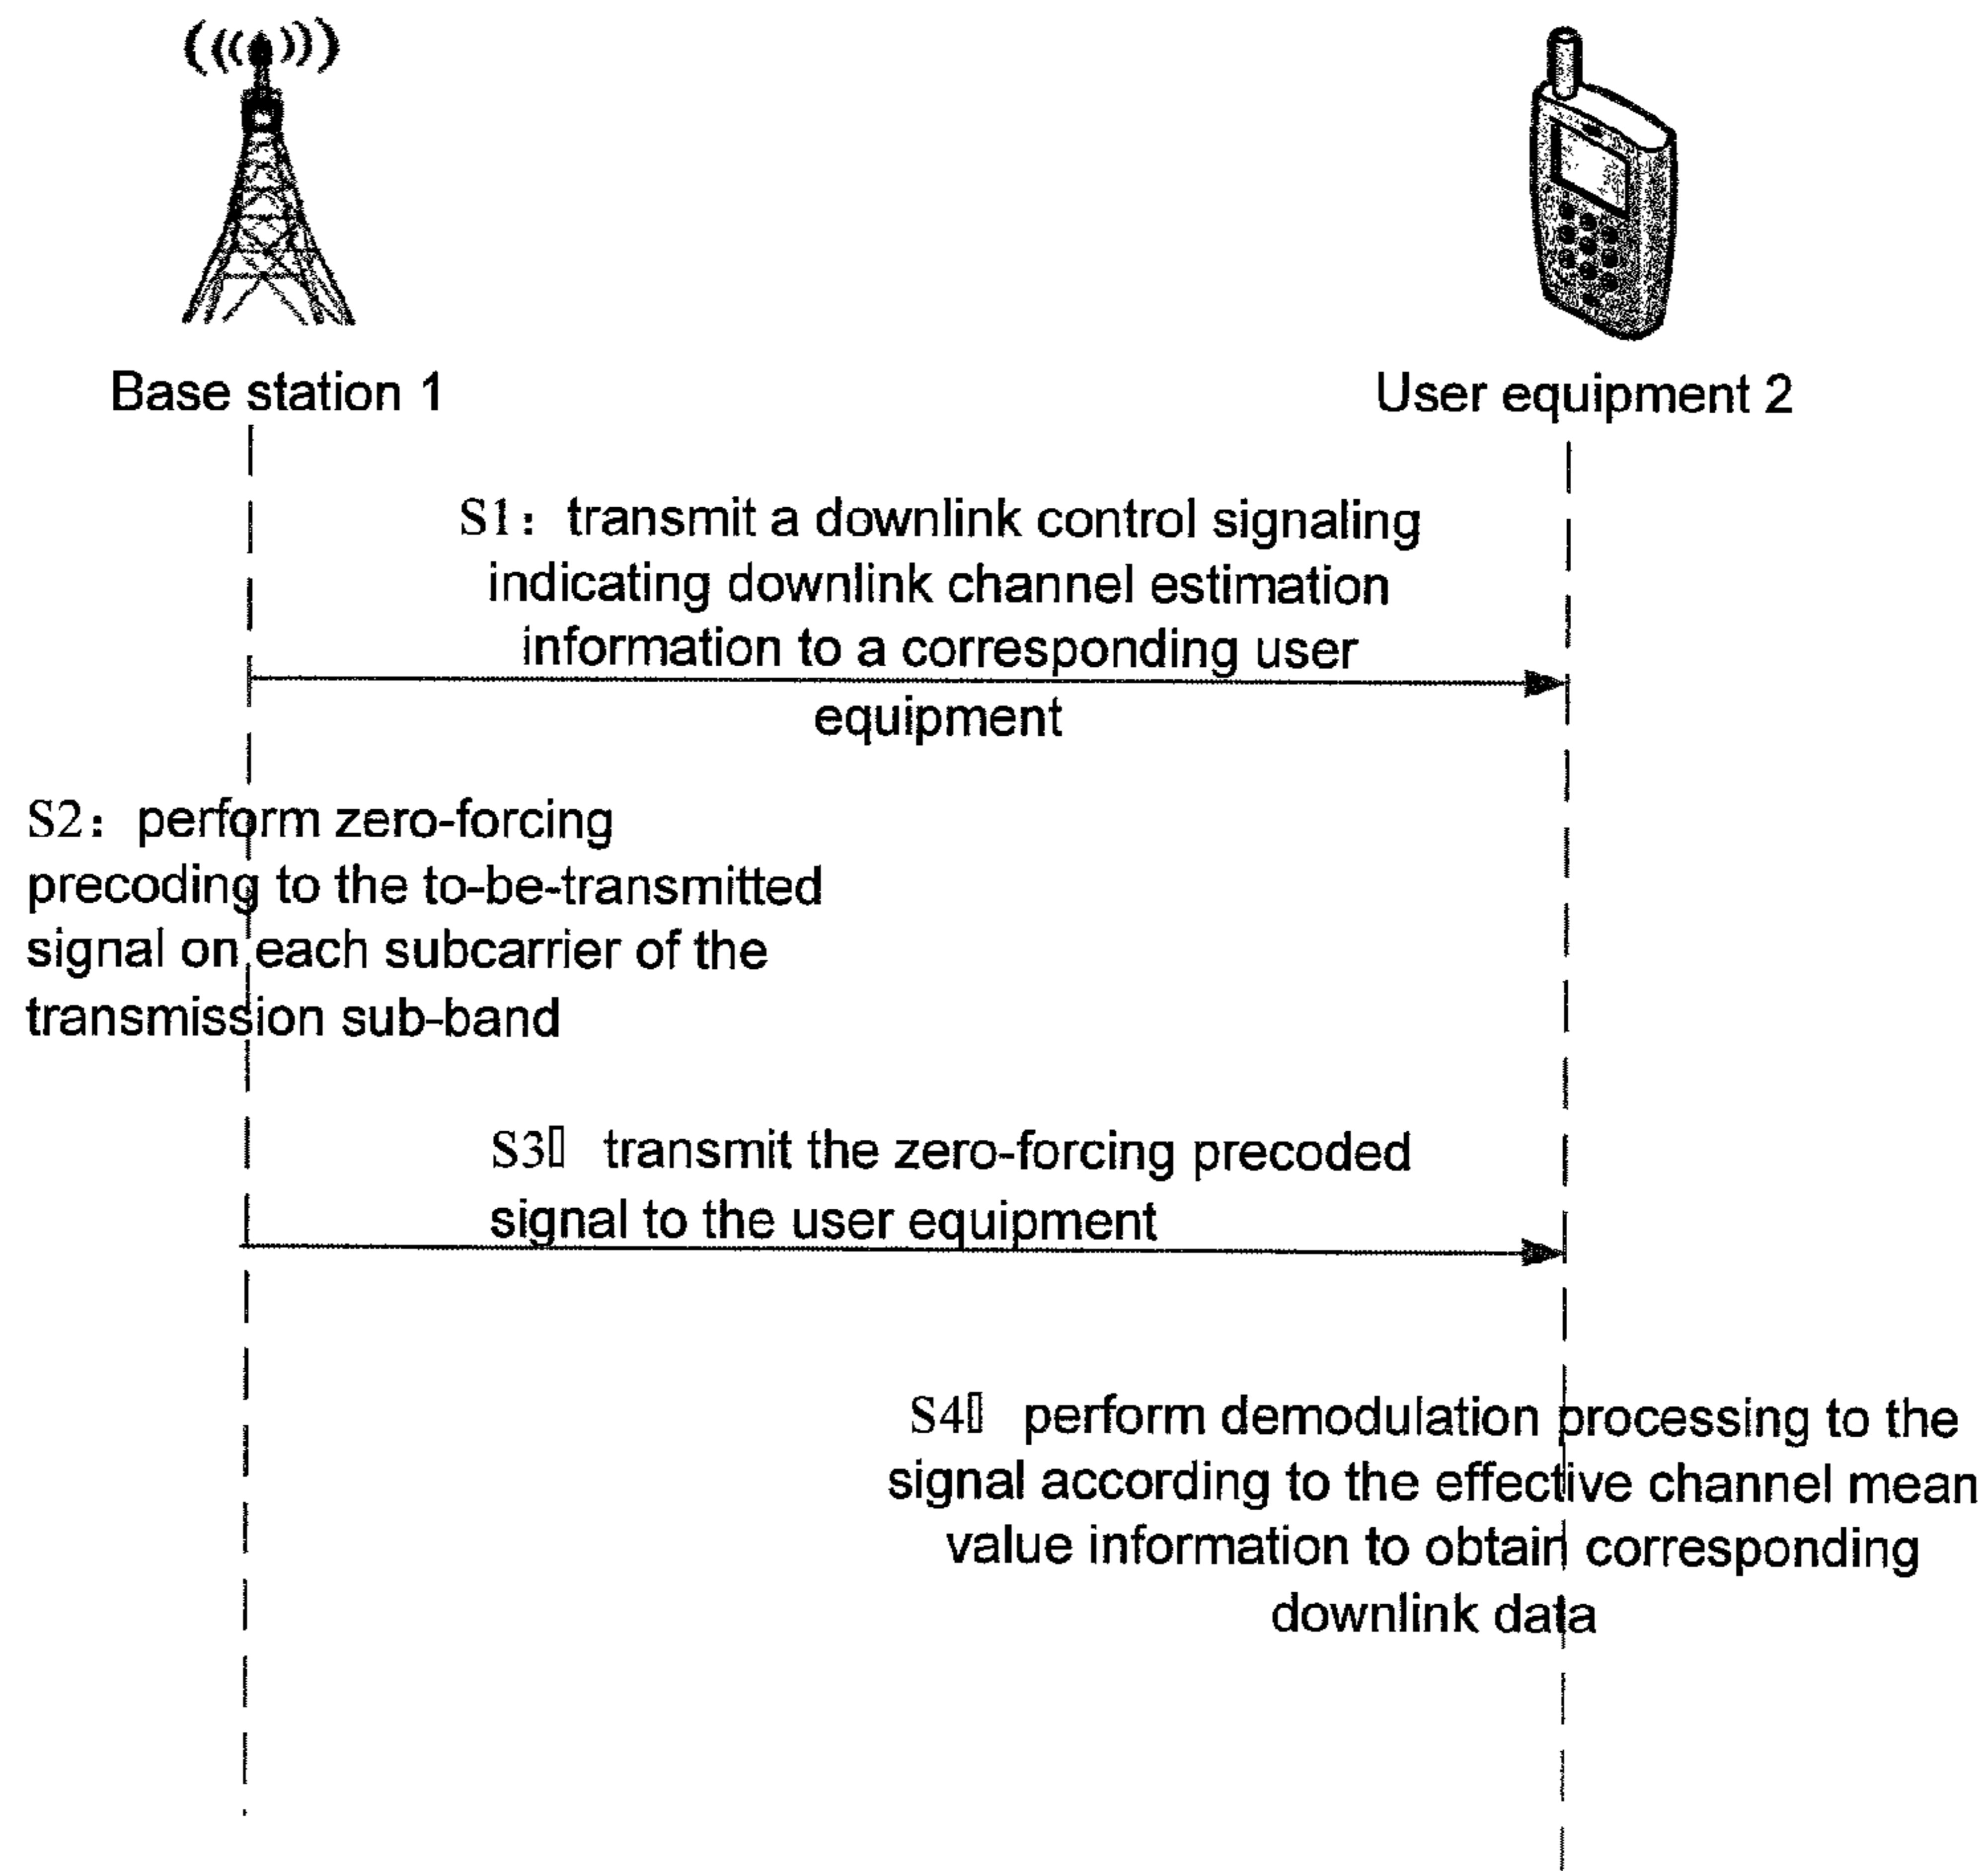 Base station 1
User equipment 2
S1: transmit a downlink control signaling
indicating downlink channel estimation
information to a corresponding user
equipment
S2: perform zero-forcing
precoding to the to-be-transmitted
signal on each subcarrier of the
transmission sub-band
S3▯ transmit the zero-forcing precoded
signal to the user equipment
S4▯ perform demodulation processing to the
signal according to the effective channel mean
value information to obtain corresponding
downlink data